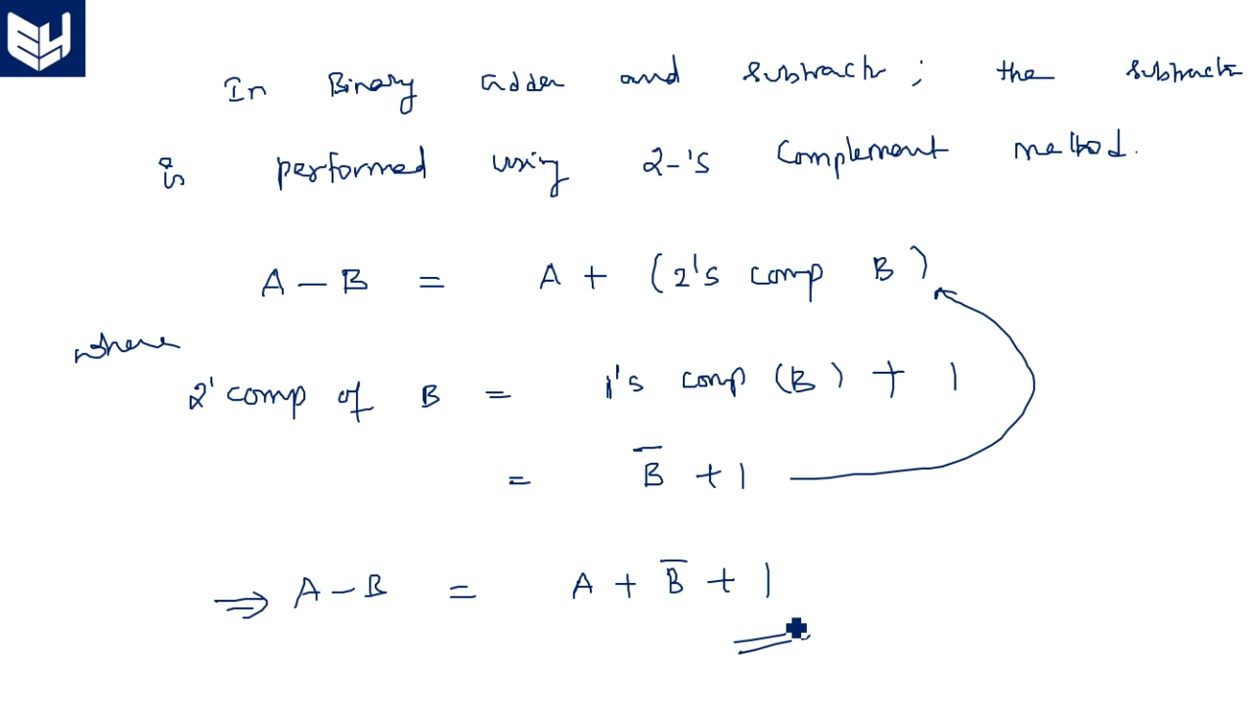 In Binary adder and subtractr ; the subtractn
is performed using 2-'s Complement method.
A – B = A + (2's comp B)
where
2' comp of B = 1's comp (B) + 1
= B̅ + 1
⇒ A – B = A + B̅ + 1